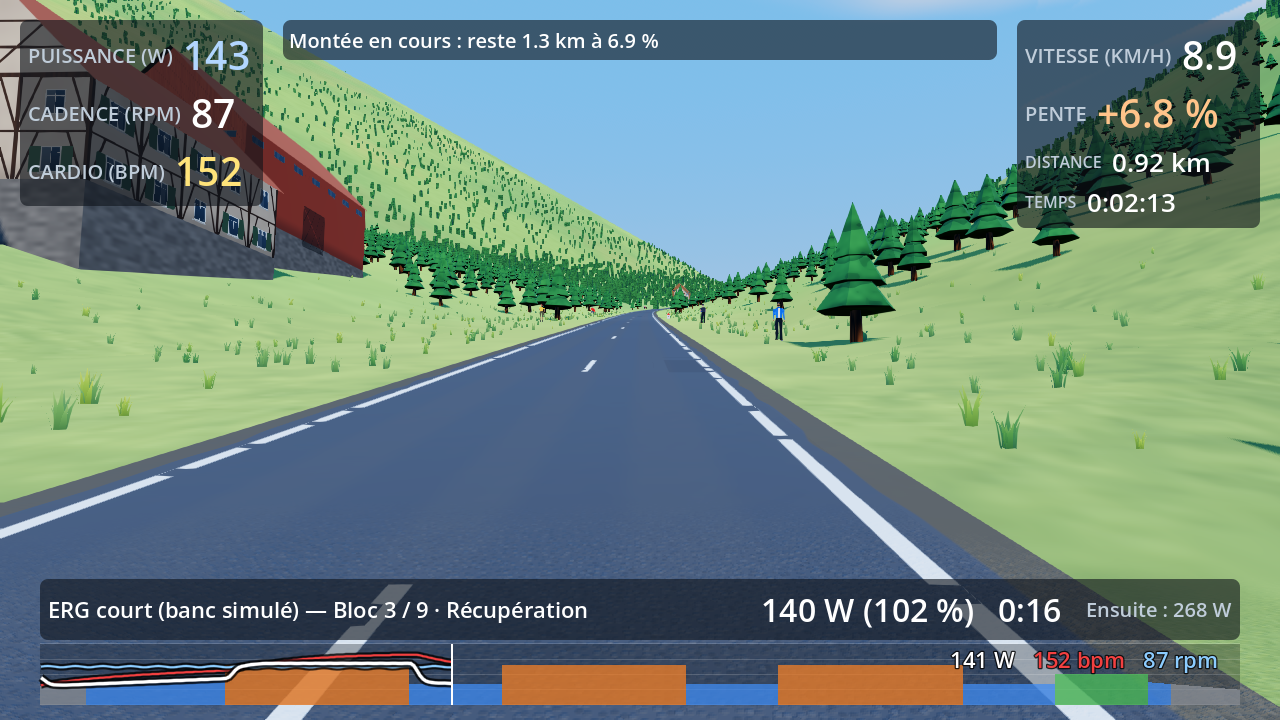 PUISSANCE (W) 143
CADENCE (RPM) 87
CARDIO (BPM) 152
Montée en cours : reste 1.3 km à 6.9 %
VITESSE (KM/H) 8.9
PENTE +6.8 %
DISTANCE 0.92 km
TEMPS 0:02:13
ERG court (banc simulé) — Bloc 3 / 9 · Récupération 140 W (102 %) 0:16 Ensuite : 268 W
141 W 152 bpm 87 rpm